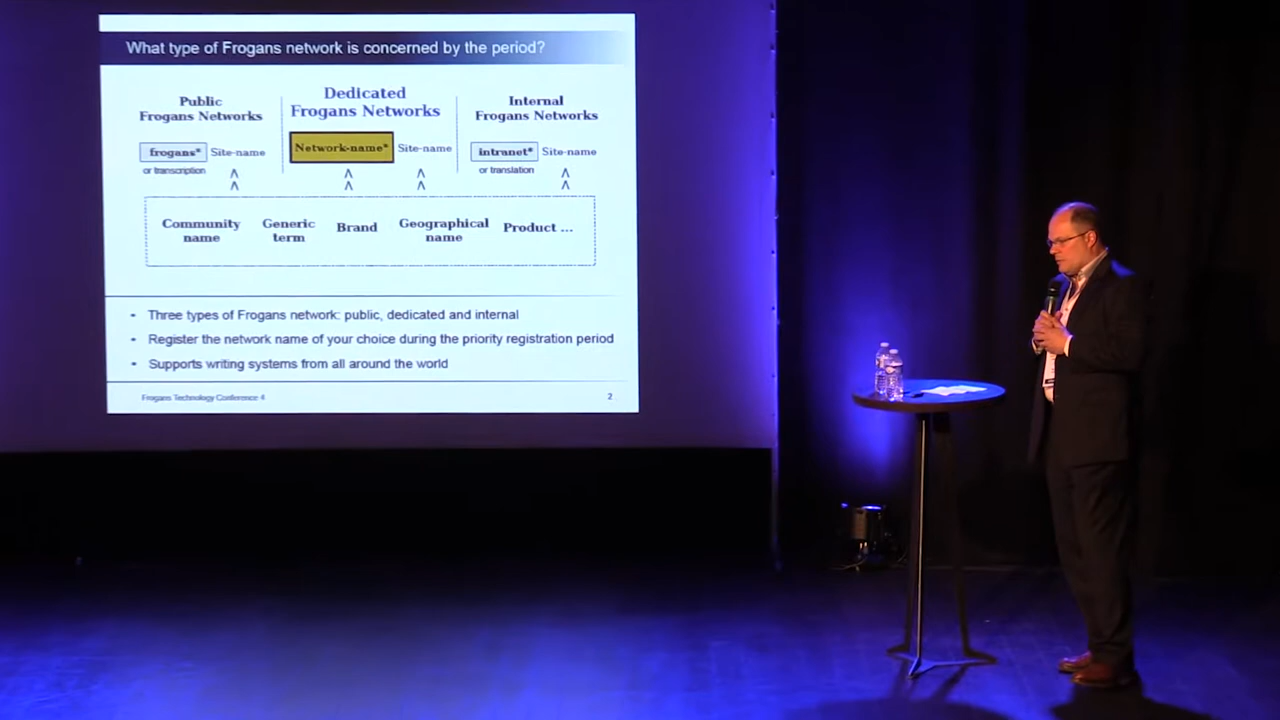 What type of Frogans network is concerned by the period?
Public
Frogans Networks
Dedicated
Frogans Networks
Internal
Frogans Networks
frogans* Site-name
or transcription
Network-name* Site-name
intranet* Site-name
or translation
Community
name
Generic
term
Brand
Geographical
name
Product ...
• Three types of Frogans network: public, dedicated and internal
• Register the network name of your choice during the priority registration period
• Supports writing systems from all around the world
Frogans Technology Conference 4
2